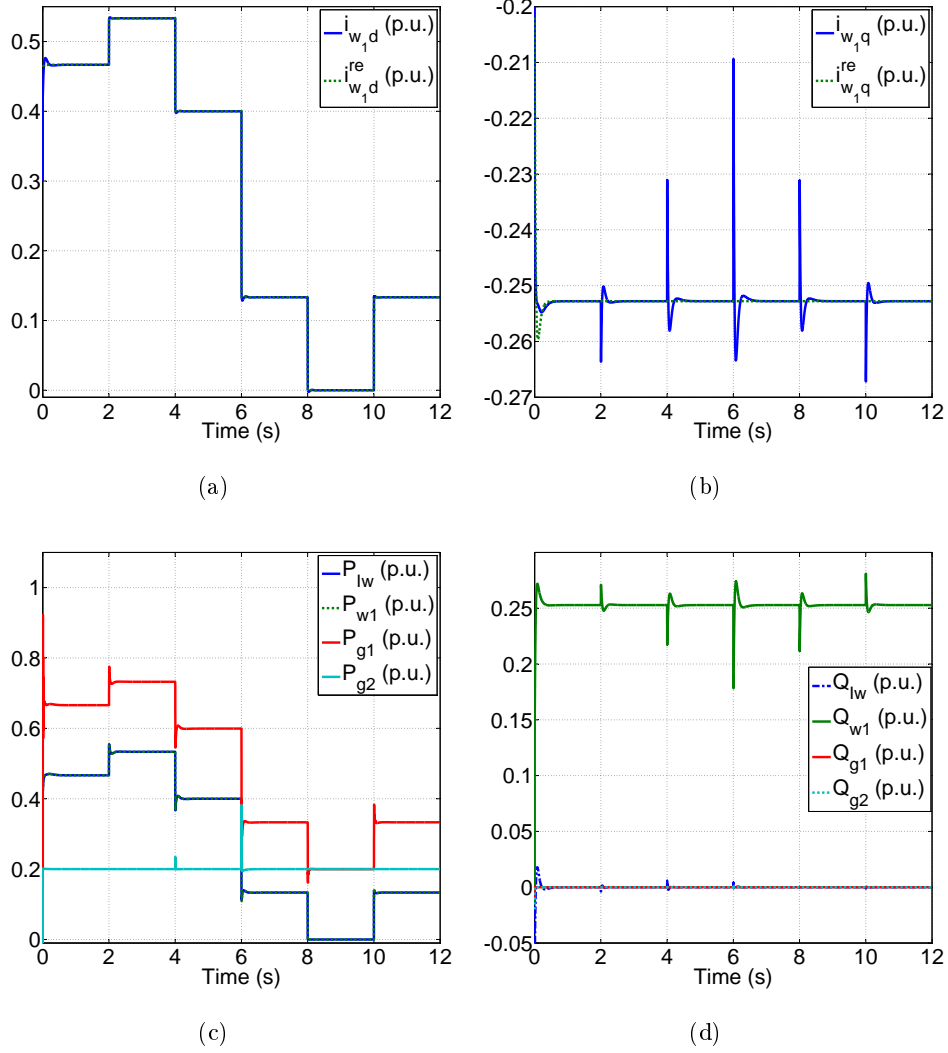 0.5
0.4
0.3
0.2
0.1
0
0 2 4 6 8 10 12
Time (s)
i_{w_1d} (p.u.)
i^{re}_{w_1d} (p.u.)
(a)
-0.2
-0.21
-0.22
-0.23
-0.24
-0.25
-0.26
-0.27
0 2 4 6 8 10 12
Time (s)
i_{w_1q} (p.u.)
i^{re}_{w_1q} (p.u.)
(b)
1
0.8
0.6
0.4
0.2
0
0 2 4 6 8 10 12
Time (s)
P_{lw} (p.u.)
P_{w1} (p.u.)
P_{g1} (p.u.)
P_{g2} (p.u.)
(c)
0.25
0.2
0.15
0.1
0.05
0
-0.05
0 2 4 6 8 10 12
Time (s)
Q_{lw} (p.u.)
Q_{w1} (p.u.)
Q_{g1} (p.u.)
Q_{g2} (p.u.)
(d)